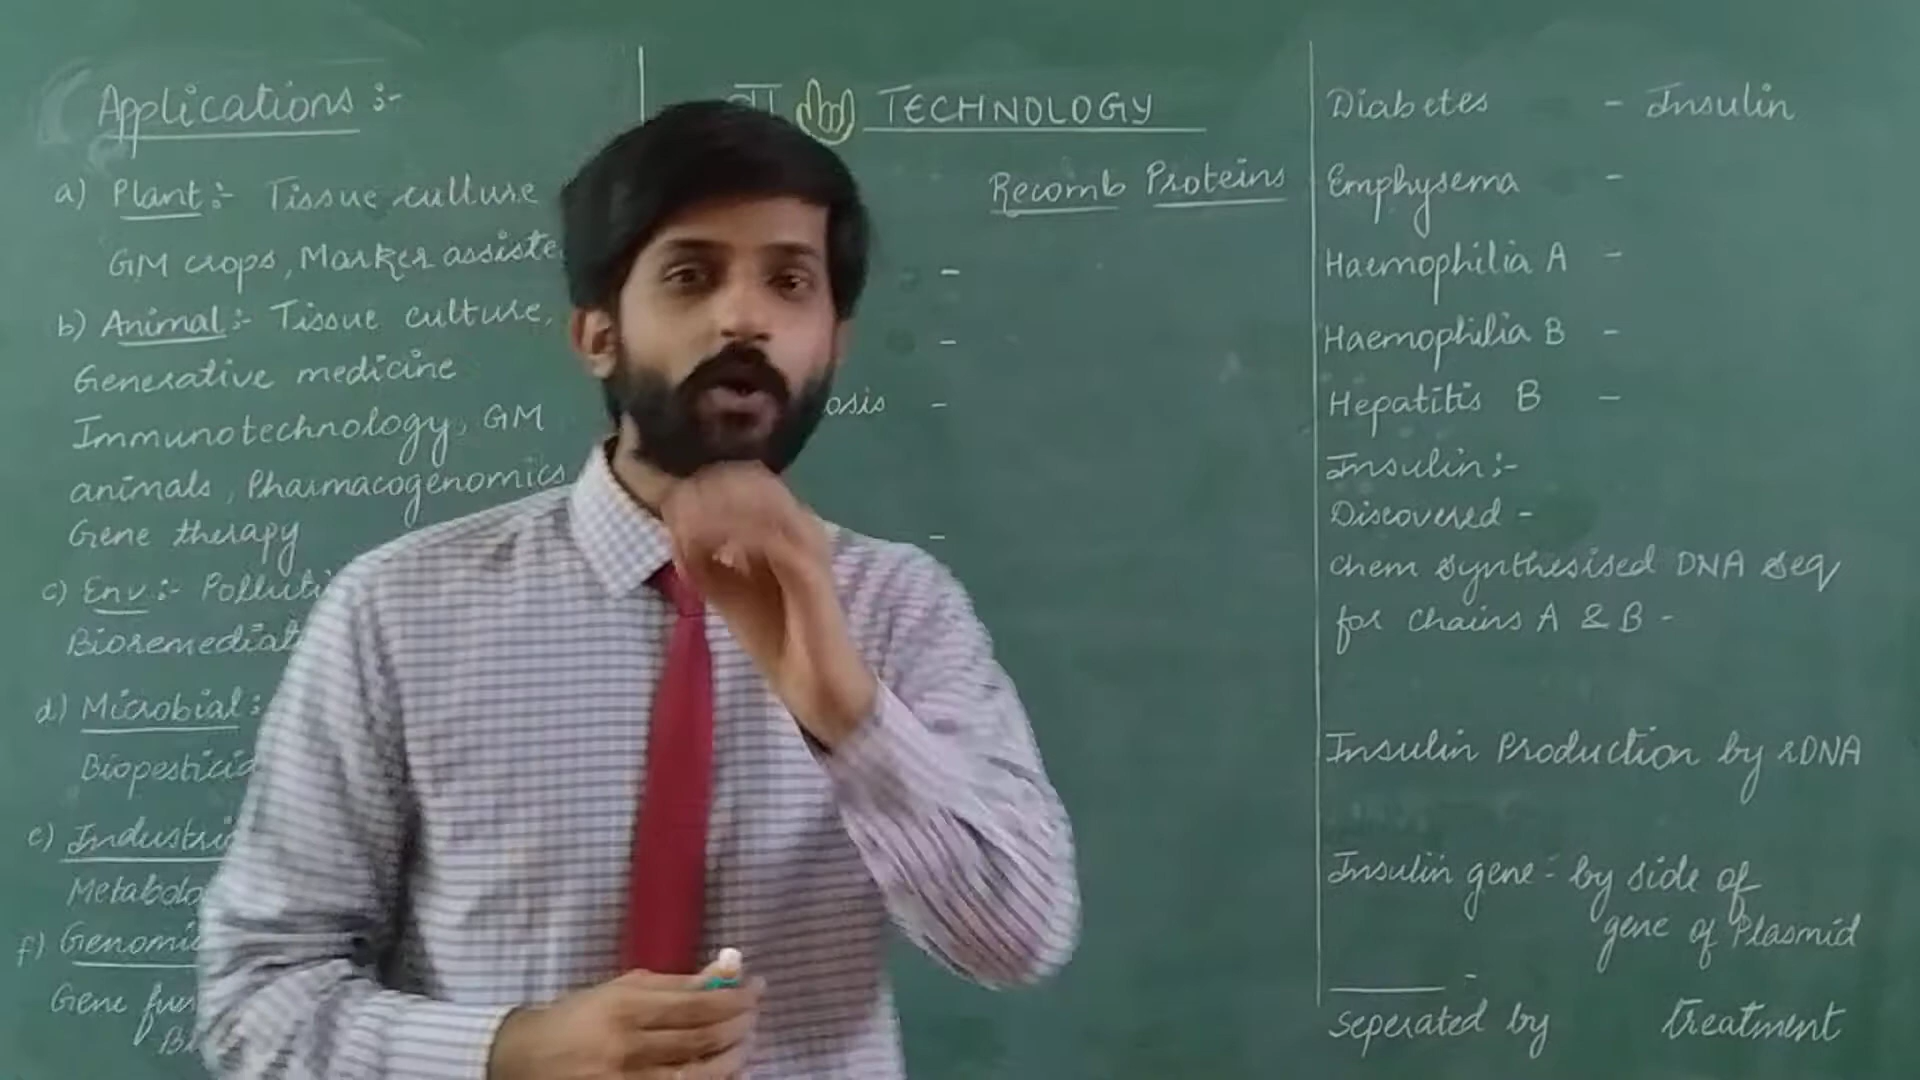 Applications :-
a) Plant :- Tissue culture
GM crops, Marker assiste
b) Animal :- Tissue culture,
Generative medicine
Immunotechnology, GM
animals, Pharmacogenomics
Gene therapy
c) Env :- Polluti
Bioremediat
d) Microbial :
Biopesticid
e) Industri
Metabolo
f) Genomic
Gene fun
TECHNOLOGY
Recomb Proteins
-
-
osis -
-
Diabetes - Insulin
Emphysema -
Haemophilia A -
Haemophilia B -
Hepatitis B -
Insulin :-
Discovered -
chem synthesised DNA seq
for chains A & B -
Insulin Production by rDNA
Insulin gene - by side of
gene of Plasmid
seperated by treatment